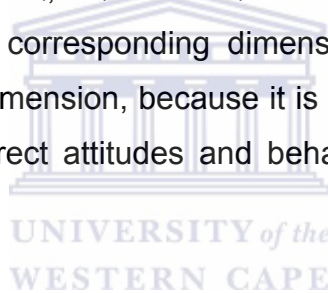 corresponding dimens
mension, because it is
rect attitudes and beha
UNIVERSITY of the
WESTERN CAPE